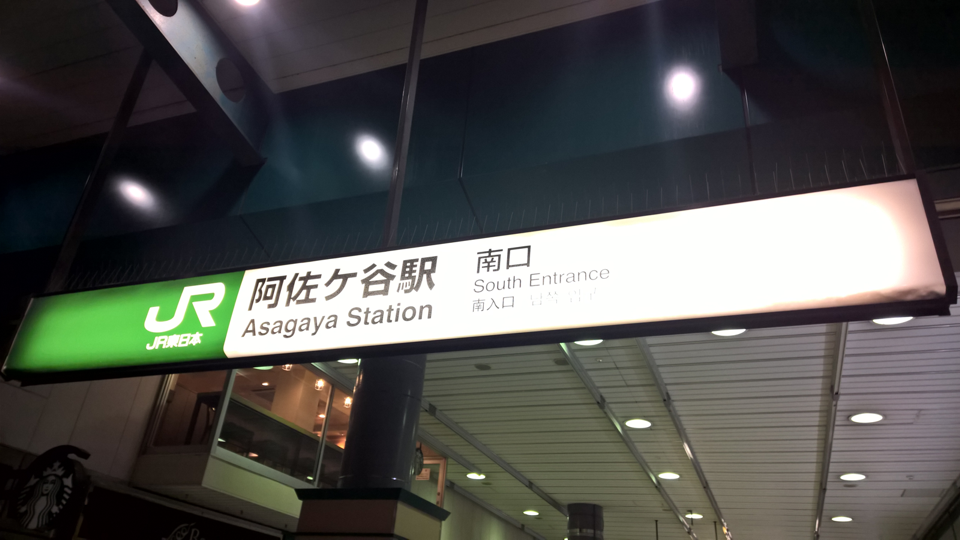 JR
JR東日本
阿佐ケ谷駅
Asagaya Station
南口
South Entrance
南入口